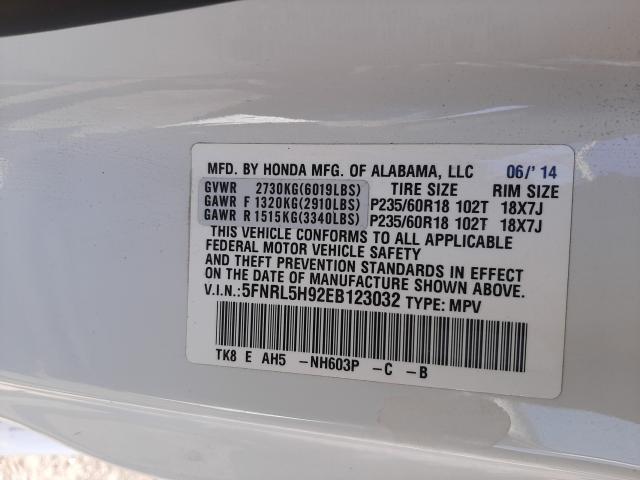 MFD. BY HONDA MFG. OF ALABAMA, LLC 06/' 14
GVWR 2730KG(6019LBS) TIRE SIZE RIM SIZE
GAWR F 1320KG(2910LBS) P235/60R18 102T 18X7J
GAWR R 1515KG(3340LBS) P235/60R18 102T 18X7J
THIS VEHICLE CONFORMS TO ALL APPLICABLE
FEDERAL MOTOR VEHICLE SAFETY
AND THEFT PREVENTION STANDARDS IN EFFECT
ON THE DATE OF MANUFACTURE SHOWN ABOVE.
V.I.N.:5FNRL5H92EB123032 TYPE: MPV
TK8 E AH5 -NH603P -C -B